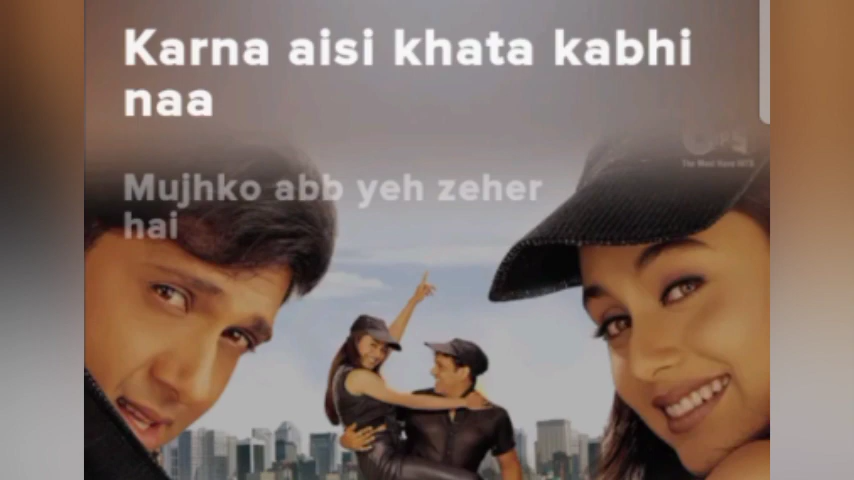 Karna aisi khata kabhi
naa
Mujhko abb yeh zeher
hai